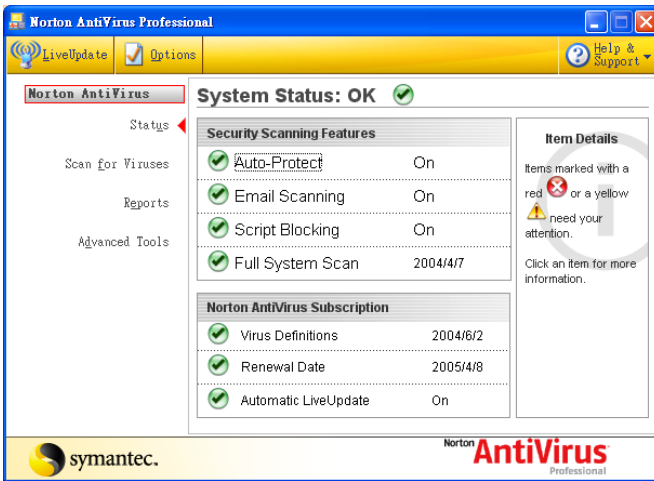 Norton AntiVirus Professional
LiveUpdate
Options
Help & Support
Norton AntiVirus
Status
Scan for Viruses
Reports
Advanced Tools
System Status: OK
Security Scanning Features
Auto-Protect On
Email Scanning On
Script Blocking On
Full System Scan 2004/4/7
Norton AntiVirus Subscription
Virus Definitions 2004/6/2
Renewal Date 2005/4/8
Automatic LiveUpdate On
Item Details
Items marked with a
red or a yellow
need your
attention.
Click an item for more
information.
symantec.
Norton AntiVirus
Professional